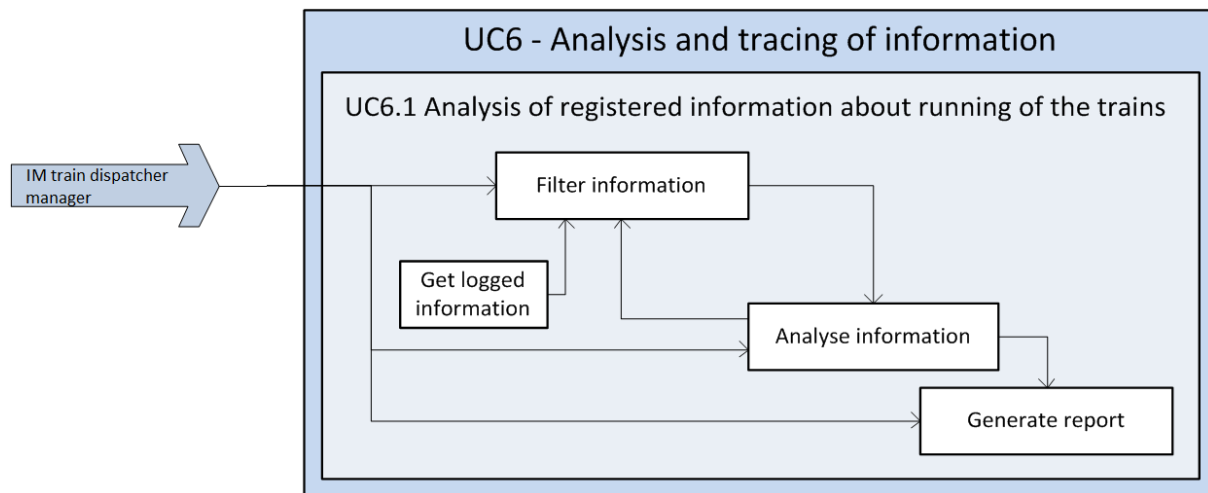 UC6 - Analysis and tracing of information
UC6.1 Analysis of registered information about running of the trains
IM train dispatcher
manager
Filter information
Get logged
information
Analyse information
Generate report